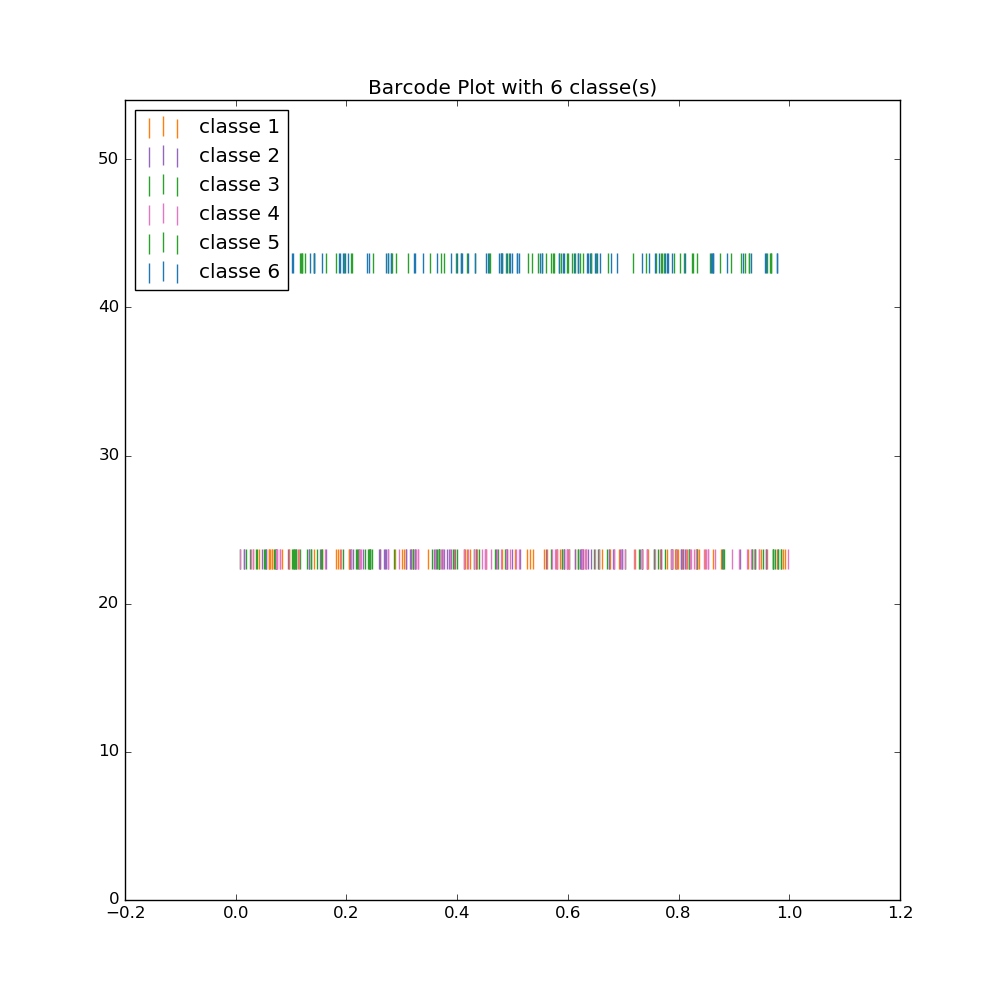 Barcode Plot with 6 classe(s)
classe 1
classe 2
classe 3
classe 4
classe 5
classe 6
50
40
30
20
10
0
−0.2 0.0 0.2 0.4 0.6 0.8 1.0 1.2